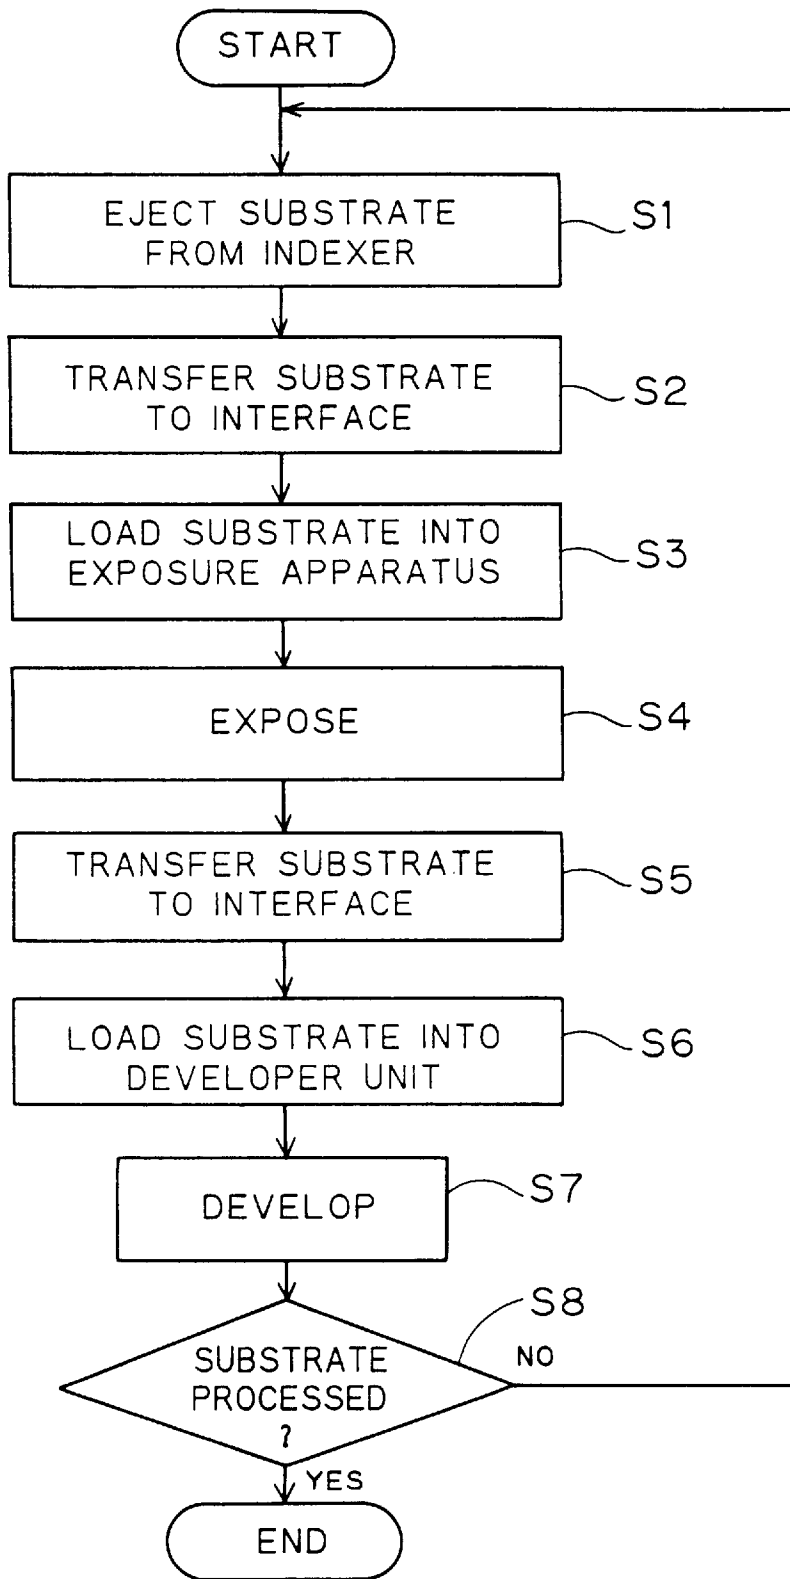 START
EJECT SUBSTRATE
FROM INDEXER
S1
TRANSFER SUBSTRATE
TO INTERFACE
S2
LOAD SUBSTRATE INTO
EXPOSURE APPARATUS
S3
EXPOSE
S4
TRANSFER SUBSTRATE
TO INTERFACE
S5
LOAD SUBSTRATE INTO
DEVELOPER UNIT
S6
DEVELOP
S7
S8
SUBSTRATE
PROCESSED
?
NO
YES
END